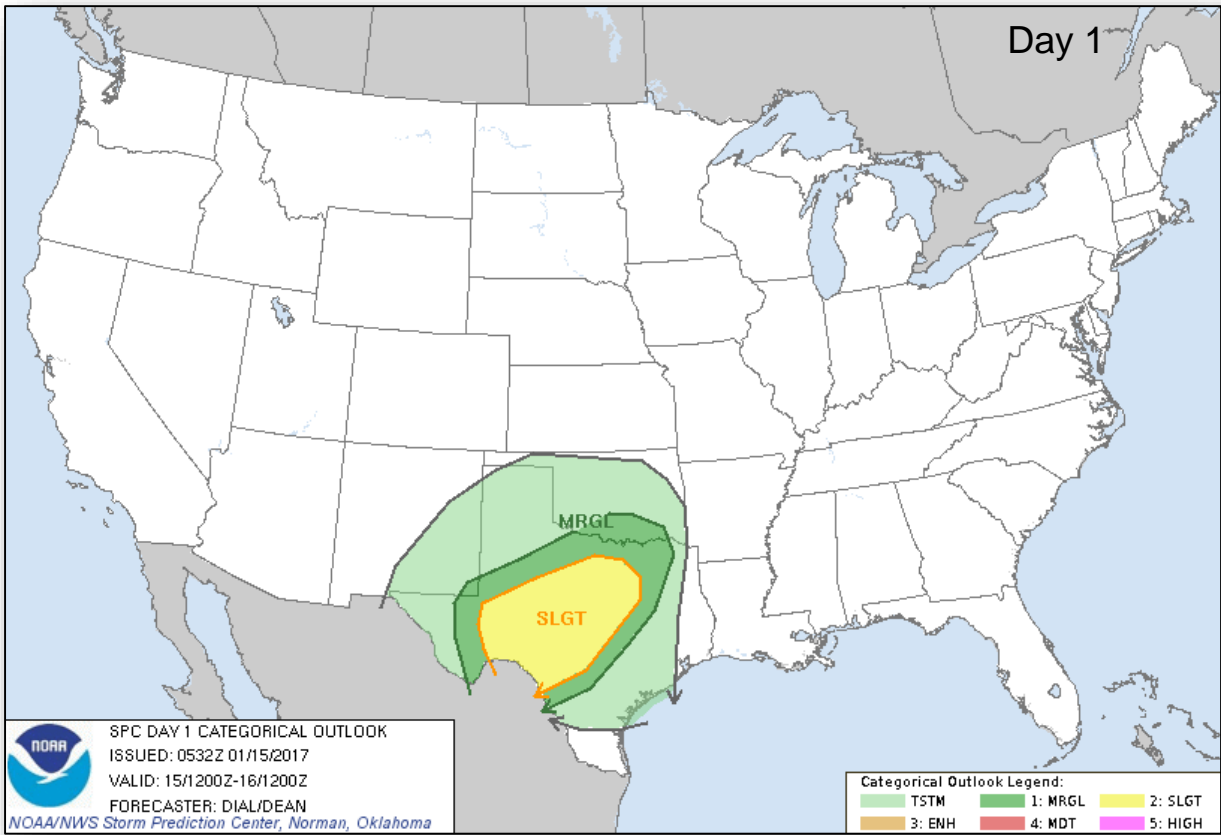 Day 1
MRGL
SLGT
NOAA
SPC DAY 1 CATEGORICAL OUTLOOK
ISSUED: 0532Z 01/15/2017
VALID: 15/1200Z-16/1200Z
FORECASTER: DIAL/DEAN
NOAA/NWS Storm Prediction Center, Norman, Oklahoma
Categorical Outlook Legend:
TSTM 1: MRGL 2: SLGT
3: ENH 4: MDT 5: HIGH